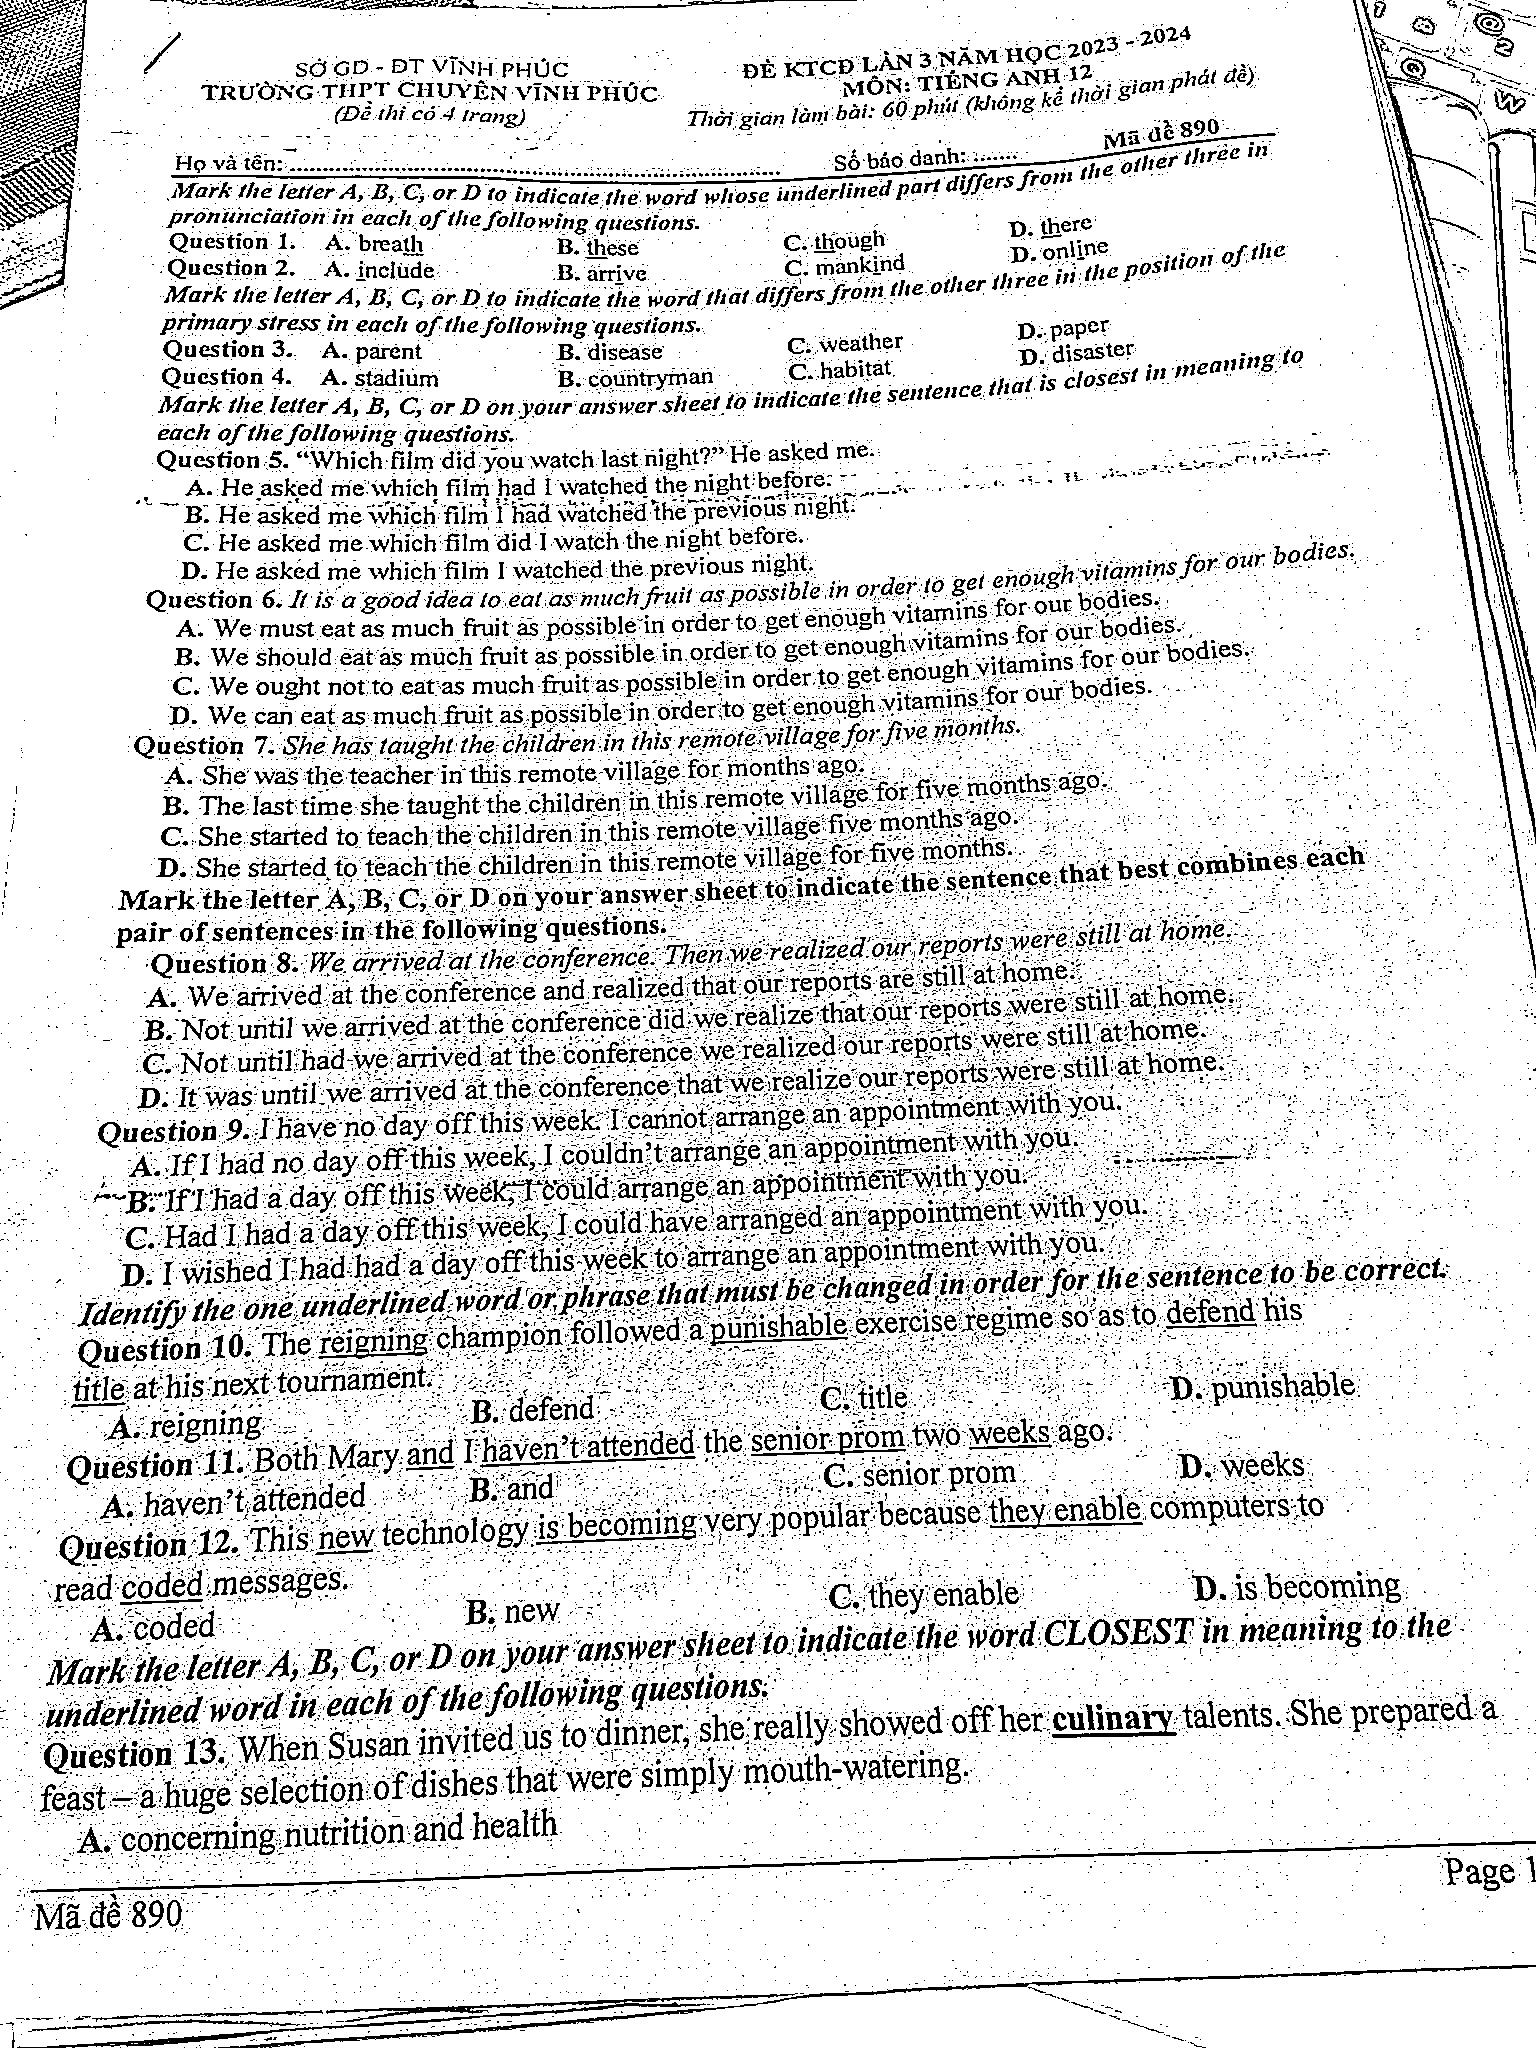 SỞ GD - ĐT VĨNH PHÚC
TRƯỜNG THPT CHUYÊN VĨNH PHÚC
(Đề thi có 4 trang)
ĐỀ KTCĐ LẦN 3 NĂM HỌC 2023 - 2024
MÔN: TIẾNG ANH 12
Thời gian làm bài: 60 phút (không kể thời gian phát đề)
Họ và tên: ............................................................ Số báo danh: ....... Mã đề 890
Mark the letter A, B, C, or D to indicate the word whose underlined part differs from the other three in
pronunciation in each of the following questions.
Question 1. A. breath B. these C. though D. there
Question 2. A. include B. arrive C. mankind D. online
Mark the letter A, B, C, or D to indicate the word that differs from the other three in the position of the
primary stress in each of the following questions.
Question 3. A. parent B. disease C. weather D. paper
Question 4. A. stadium B. countryman C. habitat D. disaster
Mark the letter A, B, C, or D on your answer sheet to indicate the sentence that is closest in meaning to
each of the following questions.
Question 5. “Which film did you watch last night?” He asked me.
A. He asked me which film had I watched the night before.
B. He asked me which film I had watched the previous night.
C. He asked me which film did I watch the night before.
D. He asked me which film I watched the previous night.
Question 6. It is a good idea to eat as much fruit as possible in order to get enough vitamins for our bodies.
A. We must eat as much fruit as possible in order to get enough vitamins for our bodies.
B. We should eat as much fruit as possible in order to get enough vitamins for our bodies.
C. We ought not to eat as much fruit as possible in order to get enough vitamins for our bodies.
D. We can eat as much fruit as possible in order to get enough vitamins for our bodies.
Question 7. She has taught the children in this remote village for five months.
A. She was the teacher in this remote village for months ago.
B. The last time she taught the children in this remote village for five months ago.
C. She started to teach the children in this remote village five months ago.
D. She started to teach the children in this remote village for five months.
Mark the letter A, B, C, or D on your answer sheet to indicate the sentence that best combines each
pair of sentences in the following questions.
Question 8. We arrived at the conference. Then we realized our reports were still at home.
A. We arrived at the conference and realized that our reports are still at home.
B. Not until we arrived at the conference did we realize that our reports were still at home.
C. Not until had we arrived at the conference we realized our reports were still at home.
D. It was until we arrived at the conference that we realize our reports were still at home.
Question 9. I have no day off this week. I cannot arrange an appointment with you.
A. If I had no day off this week, I couldn’t arrange an appointment with you.
B. If I had a day off this week, I could arrange an appointment with you.
C. Had I had a day off this week, I could have arranged an appointment with you.
D. I wished I had had a day off this week to arrange an appointment with you.
Identify the one underlined word or phrase that must be changed in order for the sentence to be correct.
Question 10. The reigning champion followed a punishable exercise regime so as to defend his
title at his next tournament.
A. reigning B. defend C. title D. punishable
Question 11. Both Mary and I haven’t attended the senior prom two weeks ago.
A. haven’t attended B. and C. senior prom D. weeks
Question 12. This new technology is becoming very popular because they enable computers to
read coded messages.
A. coded B. new C. they enable D. is becoming
Mark the letter A, B, C, or D on your answer sheet to indicate the word CLOSEST in meaning to the
underlined word in each of the following questions.
Question 13. When Susan invited us to dinner, she really showed off her culinary talents. She prepared a
feast – a huge selection of dishes that were simply mouth-watering.
A. concerning nutrition and health
Mã đề 890
Page 1